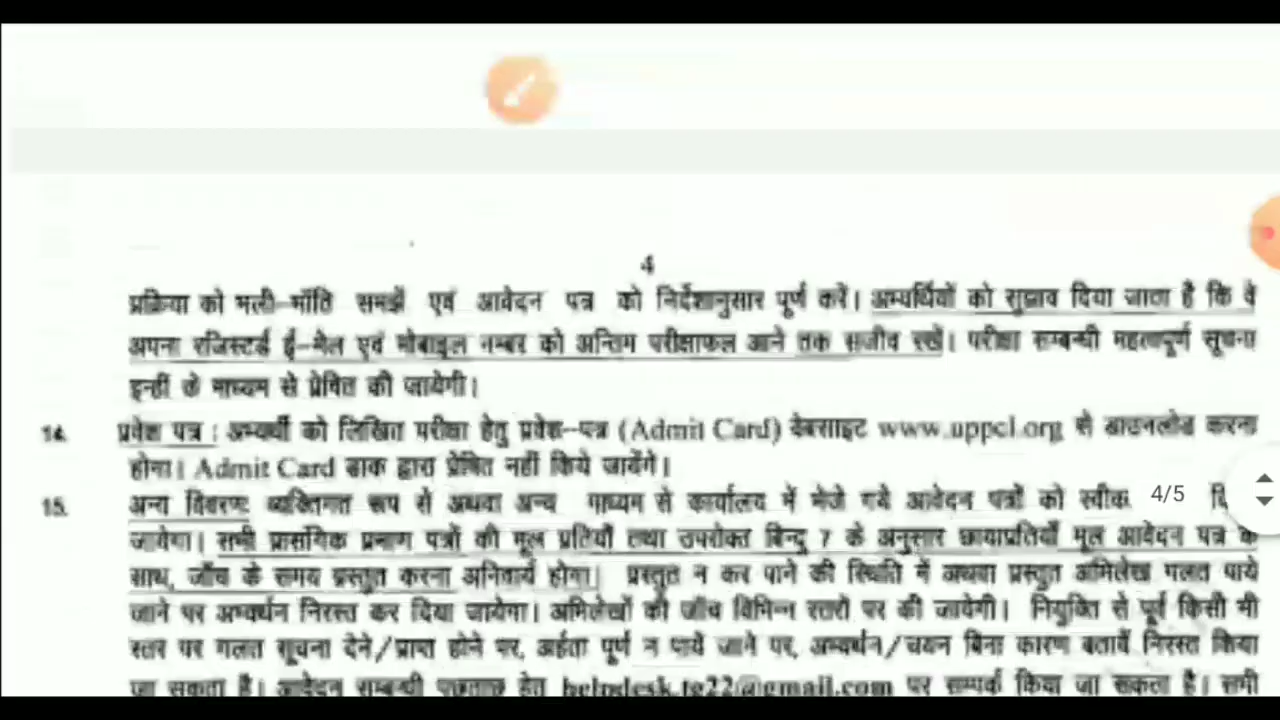 4
प्रक्रिया को भली–भाँति समझें एवं आवेदन पत्र को निर्देशानुसार पूर्ण करें। अभ्यर्थियों को सुझाव दिया जाता है कि वे
अपना रजिस्टर्ड ई–मेल एवं मोबाइल नम्बर को अन्तिम परीक्षाफल आने तक सजीव रखें। परीक्षा सम्बन्धी महत्वपूर्ण सूचना
इन्हीं के माध्यम से प्रेषित की जायेगी।
14. प्रवेश पत्र : अभ्यर्थी को लिखित परीक्षा हेतु प्रवेश–पत्र (Admit Card) वेबसाइट www.uppcl.org से डाउनलोड करना
होगा। Admit Card डाक द्वारा प्रेषित नहीं किये जायेंगे।
15. अन्य विवरण: व्यक्तिगत रूप से अथवा अन्य माध्यम से कार्यालय में भेजे गये आवेदन पत्रों को
4/5
जायेगा। सभी प्रासंगिक प्रमाण पत्रों की मूल प्रतियाँ तथा उपरोक्त बिन्दु 7 के अनुसार छायाप्रतियाँ मूल आवेदन पत्र के
साथ, जाँच के समय प्रस्तुत करना अनिवार्य होगा। प्रस्तुत न कर पाने की स्थिति में अथवा प्रस्तुत अभिलेख गलत पाये
जाने पर अभ्यर्थन निरस्त कर दिया जायेगा। अभिलेखों की जाँच विभिन्न स्तरों पर की जायेगी। नियुक्ति से पूर्व किसी भी
स्तर पर गलत सूचना देने/प्राप्त होने पर, अर्हता पूर्ण न पाये जाने पर, अभ्यर्थन/चयन बिना कारण बतायें निरस्त किया
जा सकता है। आवेदन सम्बन्धी पूछताछ हेतु helpdesk.tg22@gmail.com पर सम्पर्क किया जा सकता है। सभी